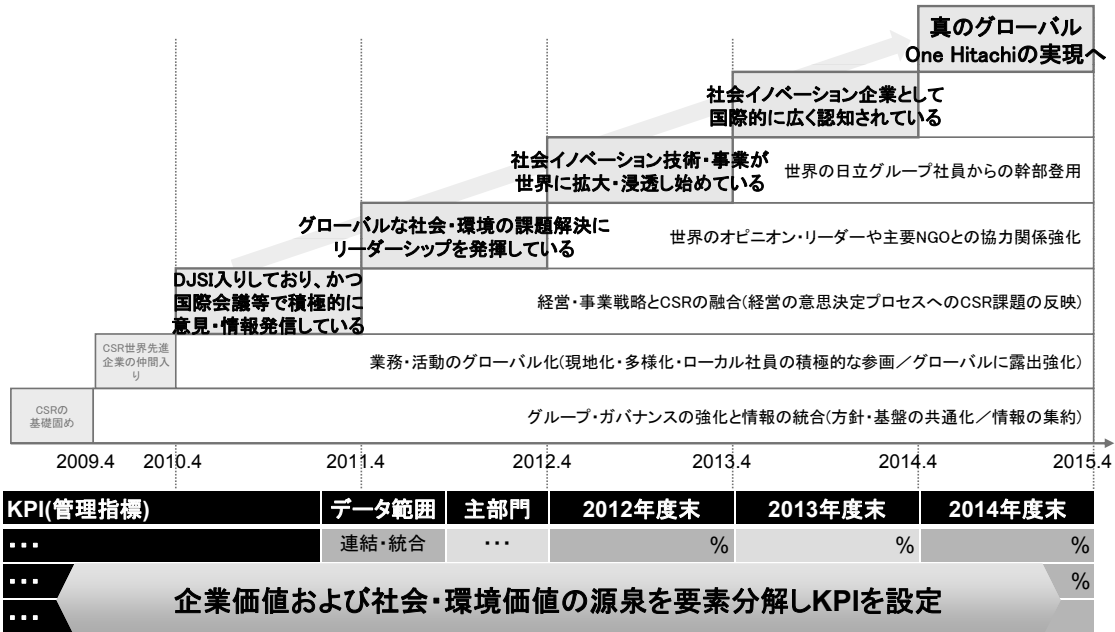 真のグローバル
One Hitachiの実現へ
社会イノベーション企業として
国際的に広く認知されている
社会イノベーション技術・事業が
世界に拡大・浸透し始めている
世界の日立グループ社員からの幹部登用
グローバルな社会・環境の課題解決に
リーダーシップを発揮している
世界のオピニオン・リーダーや主要NGOとの協力関係強化
DJSI入りしており、かつ
国際会議等で積極的に
意見・情報発信している
経営・事業戦略とCSRの融合(経営の意思決定プロセスへのCSR課題の反映)
CSR世界先進
企業の仲間入
り
業務・活動のグローバル化(現地化・多様化・ローカル社員の積極的な参画／グローバルに露出強化)
CSRの
基礎固め
グループ・ガバナンスの強化と情報の統合(方針・基盤の共通化／情報の集約)
2009.4 2010.4 2011.4 2012.4 2013.4 2014.4 2015.4
KPI(管理指標) データ範囲 主部門 2012年度末 2013年度末 2014年度末
・・・ 連結・統合 ・・・ % % %
・・・ %
企業価値および社会・環境価値の源泉を要素分解しKPIを設定
・・・